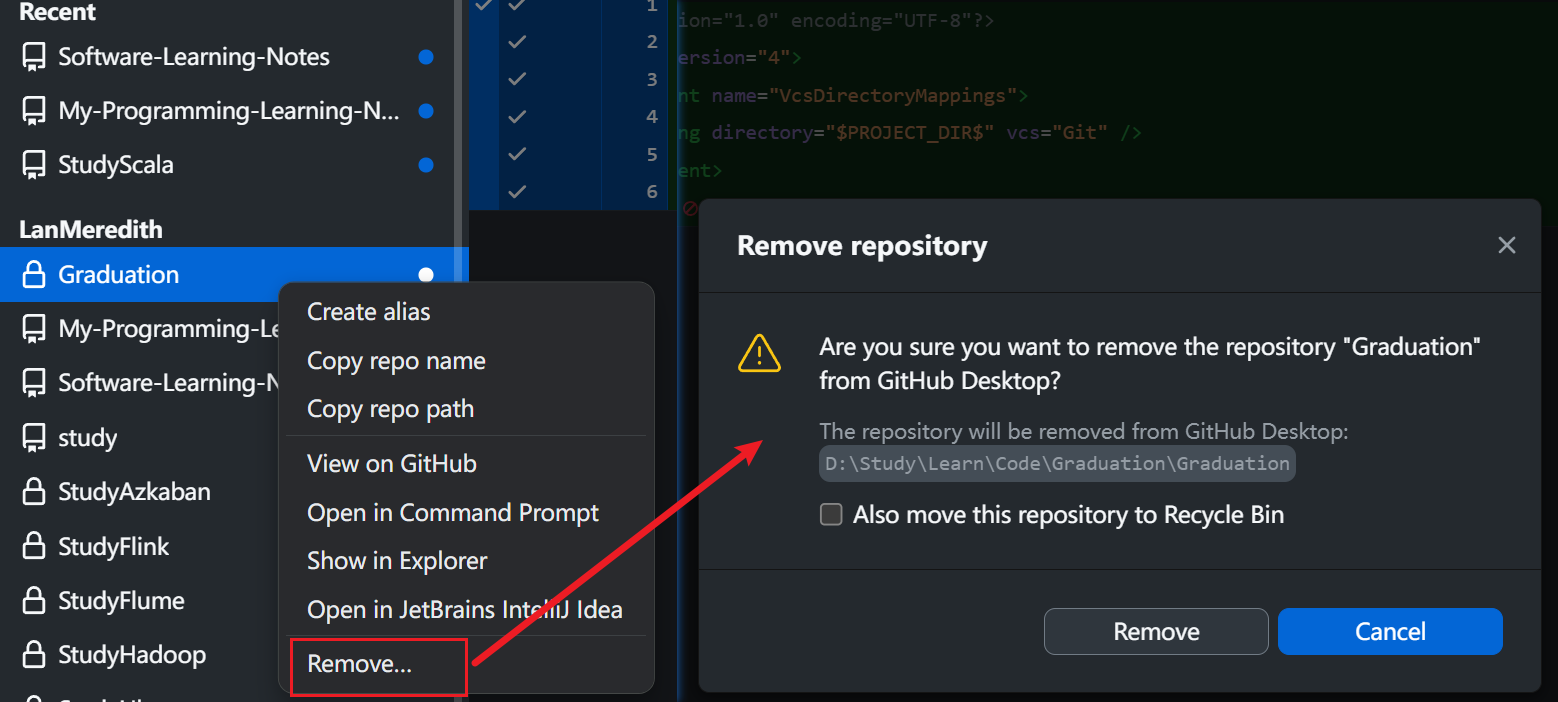 Recent
Software-Learning-Notes
My-Programming-Learning-N...
StudyScala
LanMeredith
Graduation
My-Programming-Le
Software-Learning-N
study
StudyAzkaban
StudyFlink
StudyFlume
StudyHadoop
Create alias
Copy repo name
Copy repo path
View on GitHub
Open in Command Prompt
Show in Explorer
Open in JetBrains IntelliJ Idea
Remove...
1
2
3
4
5
6
ion="1.0" encoding="UTF-8"?>
ersion="4">
nt name="VcsDirectoryMappings">
ng directory="$PROJECT_DIR$" vcs="Git" />
ent>
Remove repository
Are you sure you want to remove the repository "Graduation"
from GitHub Desktop?
The repository will be removed from GitHub Desktop:
D:\Study\Learn\Code\Graduation\Graduation
Also move this repository to Recycle Bin
Remove
Cancel